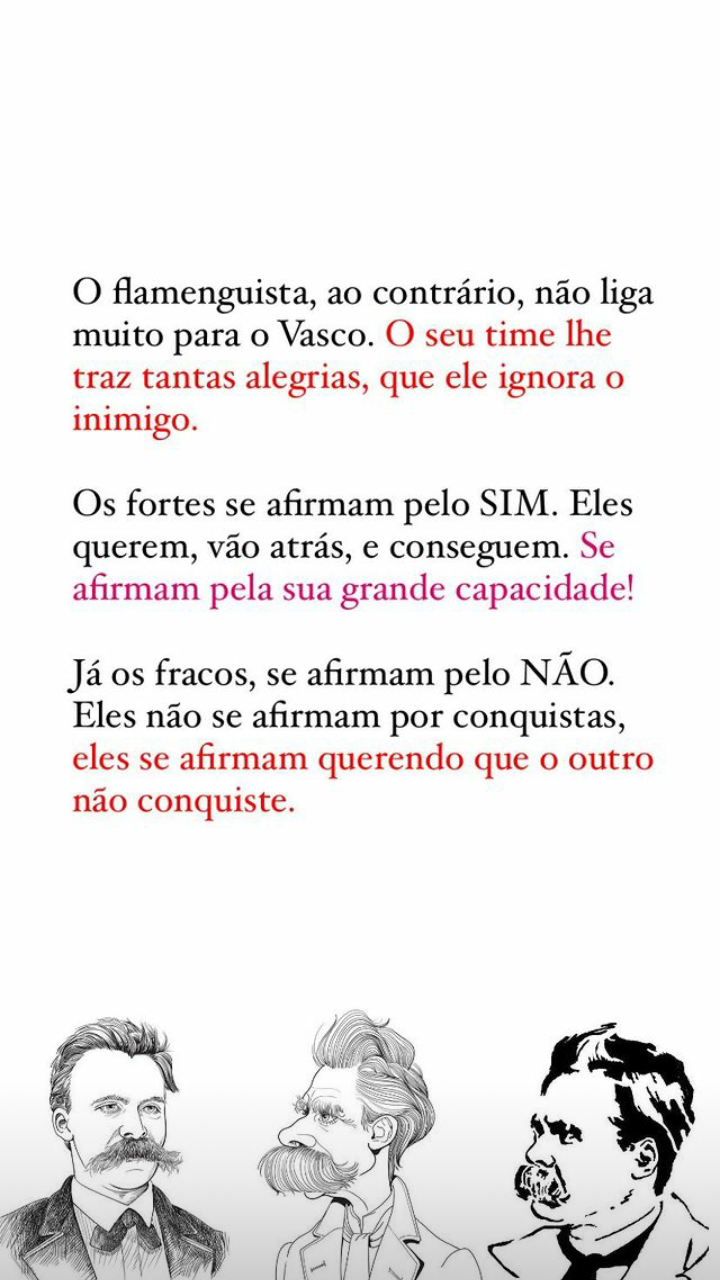 O flamenguista, ao contrário, não liga
muito para o Vasco. O seu time lhe
traz tantas alegrias, que ele ignora o
inimigo.
Os fortes se afirmam pelo SIM. Eles
querem, vão atrás, e conseguem. Se
afirmam pela sua grande capacidade!
Já os fracos, se afirmam pelo NÃO.
Eles não se afirmam por conquistas,
eles se afirmam querendo que o outro
não conquiste.